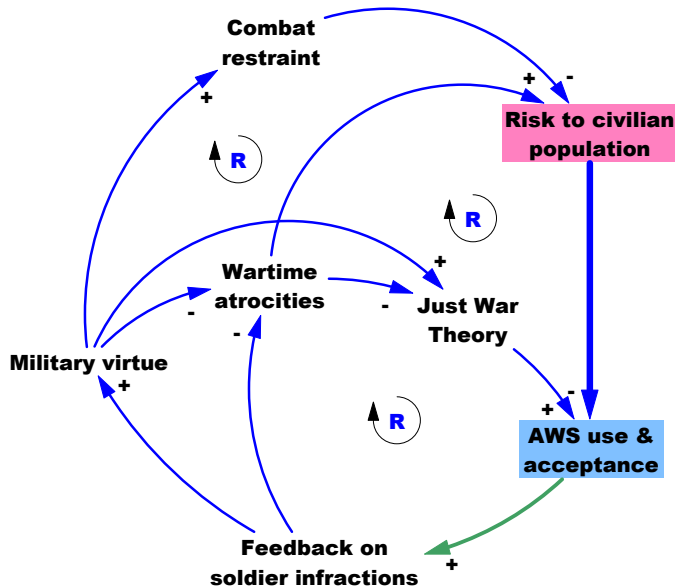 Combat
restraint
+
+
-
Risk to civilian
population
R
R
Wartime
atrocities
+
-
-
-
Just War
Theory
Military virtue
+
R
-
+
AWS use &
acceptance
Feedback on
soldier infractions
+